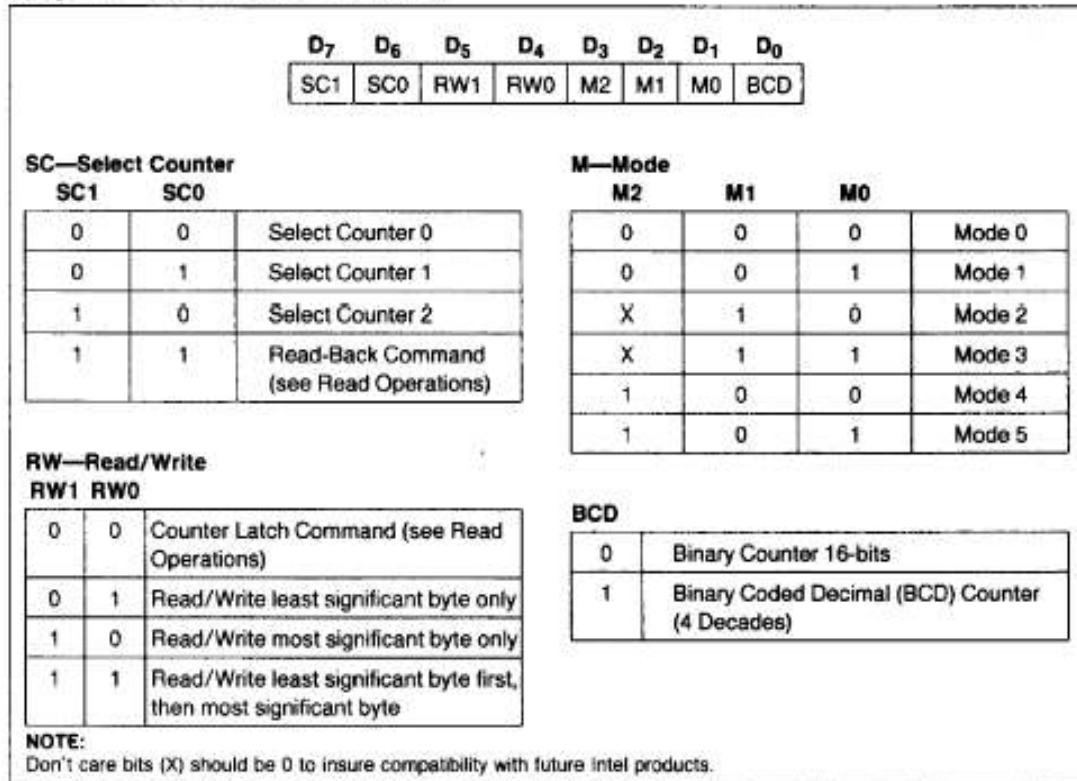 D7 D6 D5 D4 D3 D2 D1 D0
SC1 SC0 RW1 RW0 M2 M1 M0 BCD
SC—Select Counter
SC1 SC0
0 0 Select Counter 0
0 1 Select Counter 1
1 0 Select Counter 2
1 1 Read-Back Command
(see Read Operations)
RW—Read/Write
RW1 RW0
0 0 Counter Latch Command (see Read
Operations)
0 1 Read/Write least significant byte only
1 0 Read/Write most significant byte only
1 1 Read/Write least significant byte first,
then most significant byte
M—Mode
M2 M1 M0
0 0 0 Mode 0
0 0 1 Mode 1
X 1 0 Mode 2
X 1 1 Mode 3
1 0 0 Mode 4
1 0 1 Mode 5
BCD
0 Binary Counter 16-bits
1 Binary Coded Decimal (BCD) Counter
(4 Decades)
NOTE:
Don't care bits (X) should be 0 to insure compatibility with future Intel products.